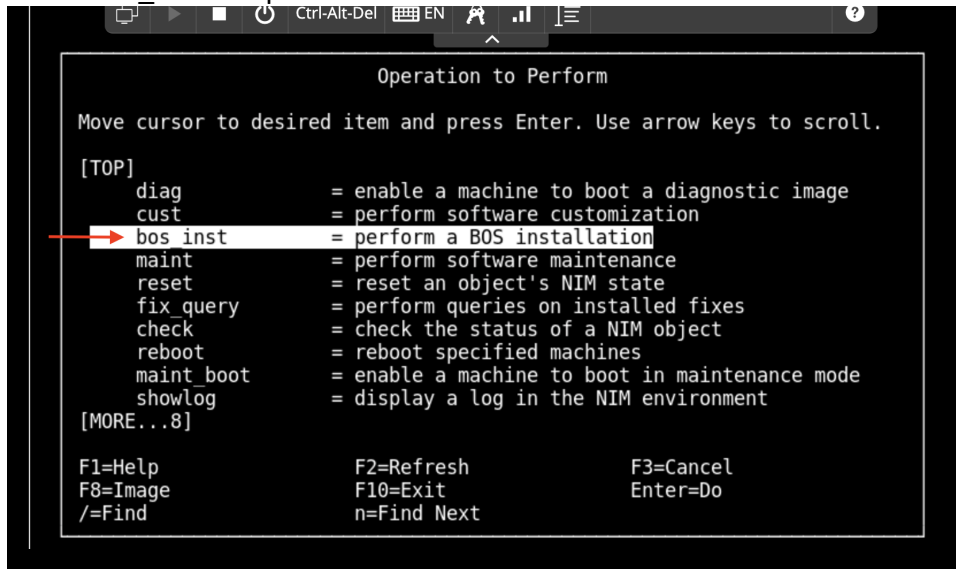 Ctrl-Alt-Del EN ?
Operation to Perform
Move cursor to desired item and press Enter. Use arrow keys to scroll.
[TOP]
diag = enable a machine to boot a diagnostic image
cust = perform software customization
bos_inst = perform a BOS installation
maint = perform software maintenance
reset = reset an object's NIM state
fix_query = perform queries on installed fixes
check = check the status of a NIM object
reboot = reboot specified machines
maint_boot = enable a machine to boot in maintenance mode
showlog = display a log in the NIM environment
[MORE...8]
F1=Help F2=Refresh F3=Cancel
F8=Image F10=Exit Enter=Do
/=Find n=Find Next